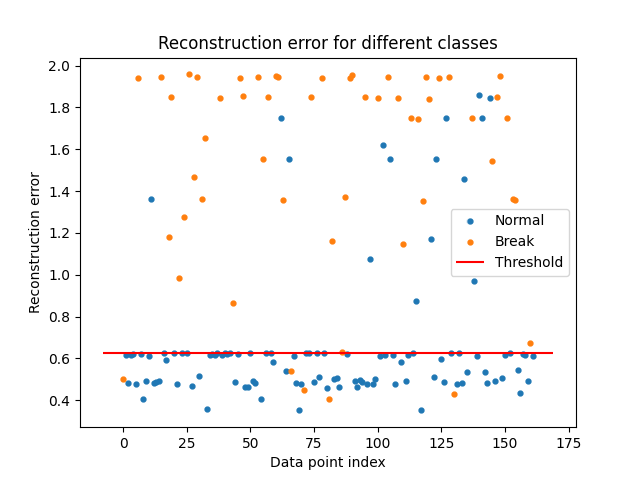 Reconstruction error for different classes
Reconstruction error
2.0
1.8
1.6
1.4
1.2
1.0
0.8
0.6
0.4
Normal
Break
Threshold
0 25 50 75 100 125 150 175
Data point index